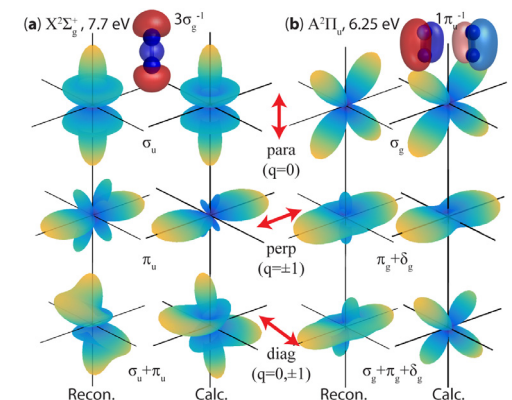 (a) X²Σg⁺, 7.7 eV 3σg⁻¹ (b) A²Πu, 6.25 eV 1πu⁻¹
σu para σg
(q=0)
πu perp πg+δg
(q=±1)
σu+πu diag σg+πg+δg
(q=0,±1)
Recon. Calc. Recon. Calc.